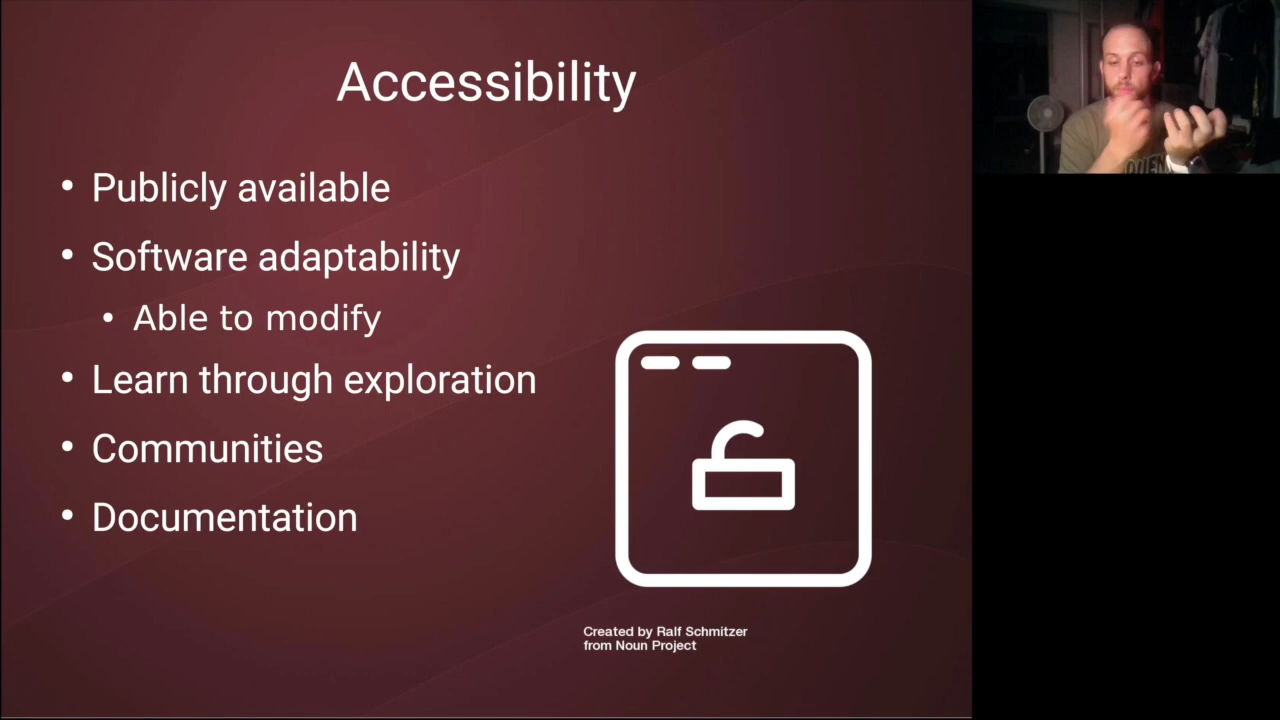 Accessibility
• Publicly available
• Software adaptability
• Able to modify
• Learn through exploration
• Communities
• Documentation
Created by Ralf Schmitzer
from Noun Project